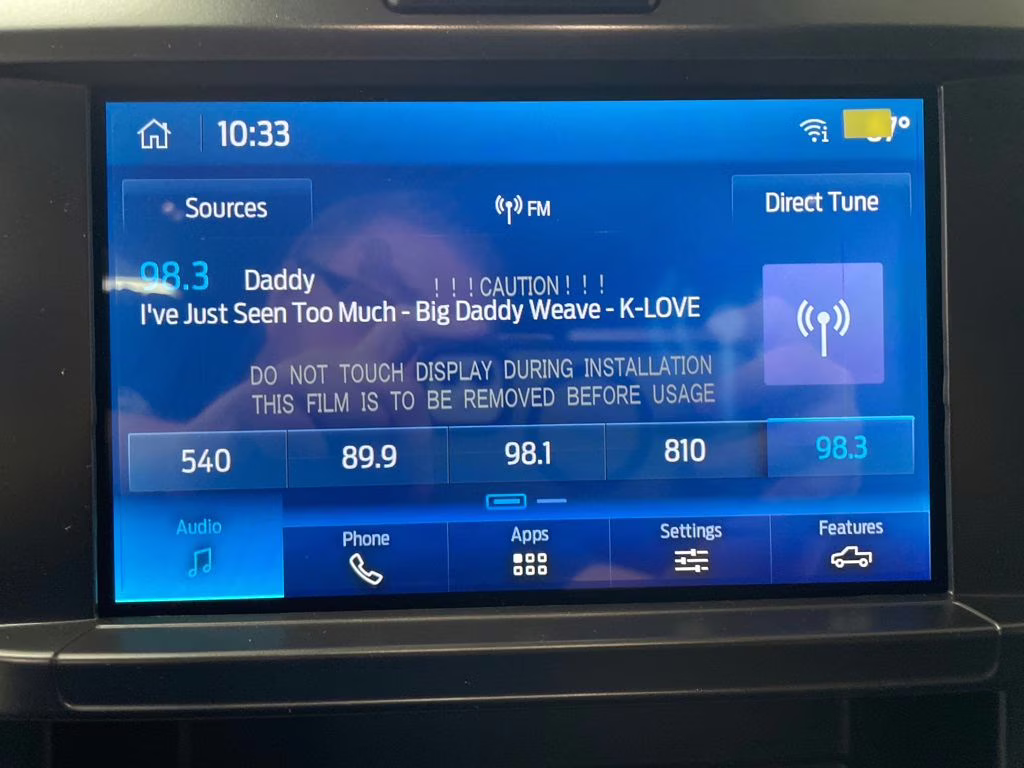 10:33
Sources
FM
Direct Tune
98.3 Daddy
! ! ! CAUTION ! ! !
I've Just Seen Too Much - Big Daddy Weave - K-LOVE
DO NOT TOUCH DISPLAY DURING INSTALLATION
THIS FILM IS TO BE REMOVED BEFORE USAGE
540 89.9 98.1 810 98.3
Audio Phone Apps Settings Features